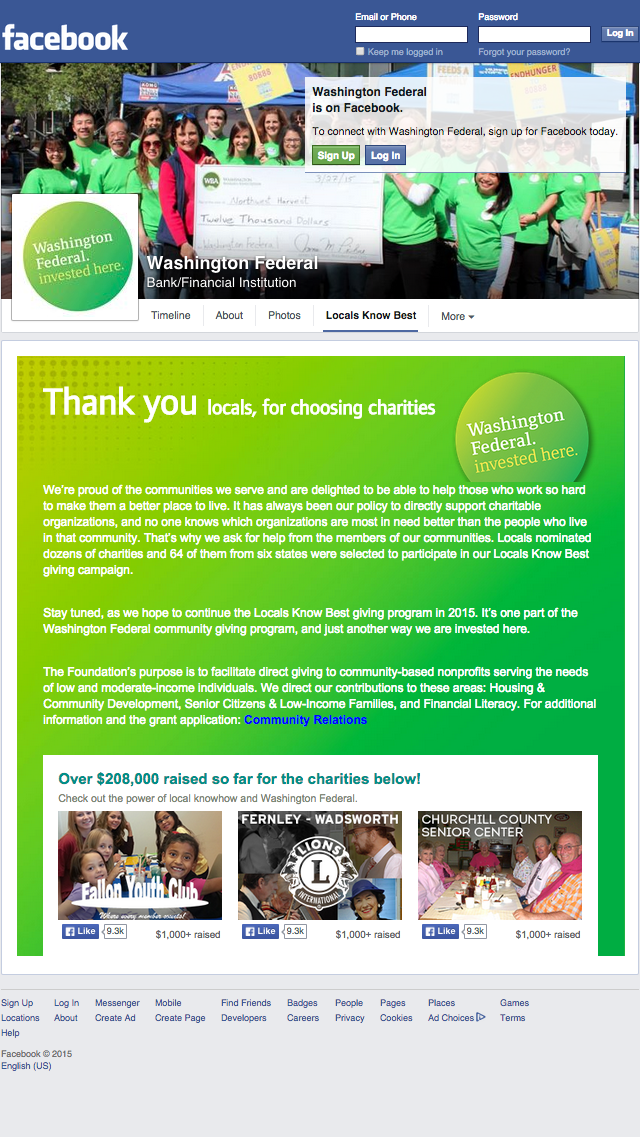 facebook
Email or Phone
Password
Log In
Keep me logged in
Forgot your password?
80888
FEEDS A
ENDHUNGER
80888
Washington Federal
is on Facebook.
To connect with Washington Federal, sign up for Facebook today.
Sign Up
Log In
WBA
3/27/15
Northwest Harvest
Twelve Thousand Dollars
Washington Federal
Washington
Federal.
invested here.
Washington Federal
Bank/Financial Institution
Timeline
About
Photos
Locals Know Best
More
Thank you locals, for choosing charities
Washington
Federal.
invested here.
We're proud of the communities we serve and are delighted to be able to help those who work so hard
to make them a better place to live. It has always been our policy to directly support charitable
organizations, and no one knows which organizations are most in need better than the people who live
in that community. That's why we ask for help from the members of our communities. Locals nominated
dozens of charities and 64 of them from six states were selected to participate in our Locals Know Best
giving campaign.
Stay tuned, as we hope to continue the Locals Know Best giving program in 2015. It's one part of the
Washington Federal community giving program, and just another way we are invested here.
The Foundation's purpose is to facilitate direct giving to community-based nonprofits serving the needs
of low and moderate-income individuals. We direct our contributions to these areas: Housing &
Community Development, Senior Citizens & Low-Income Families, and Financial Literacy. For additional
information and the grant application: Community Relations
Over $208,000 raised so far for the charities below!
Check out the power of local knowhow and Washington Federal.
Fallon Youth Club
Where every member counts!
FERNLEY - WADSWORTH
LIONS
L
INTERNATIONAL
CHURCHILL COUNTY
SENIOR CENTER
Like 9.3k $1,000+ raised
Like 9.3k $1,000+ raised
Like 9.3k $1,000+ raised
Sign Up Log In Messenger Mobile Find Friends Badges People Pages Places Games
Locations About Create Ad Create Page Developers Careers Privacy Cookies Ad Choices Terms
Help
Facebook © 2015
English (US)